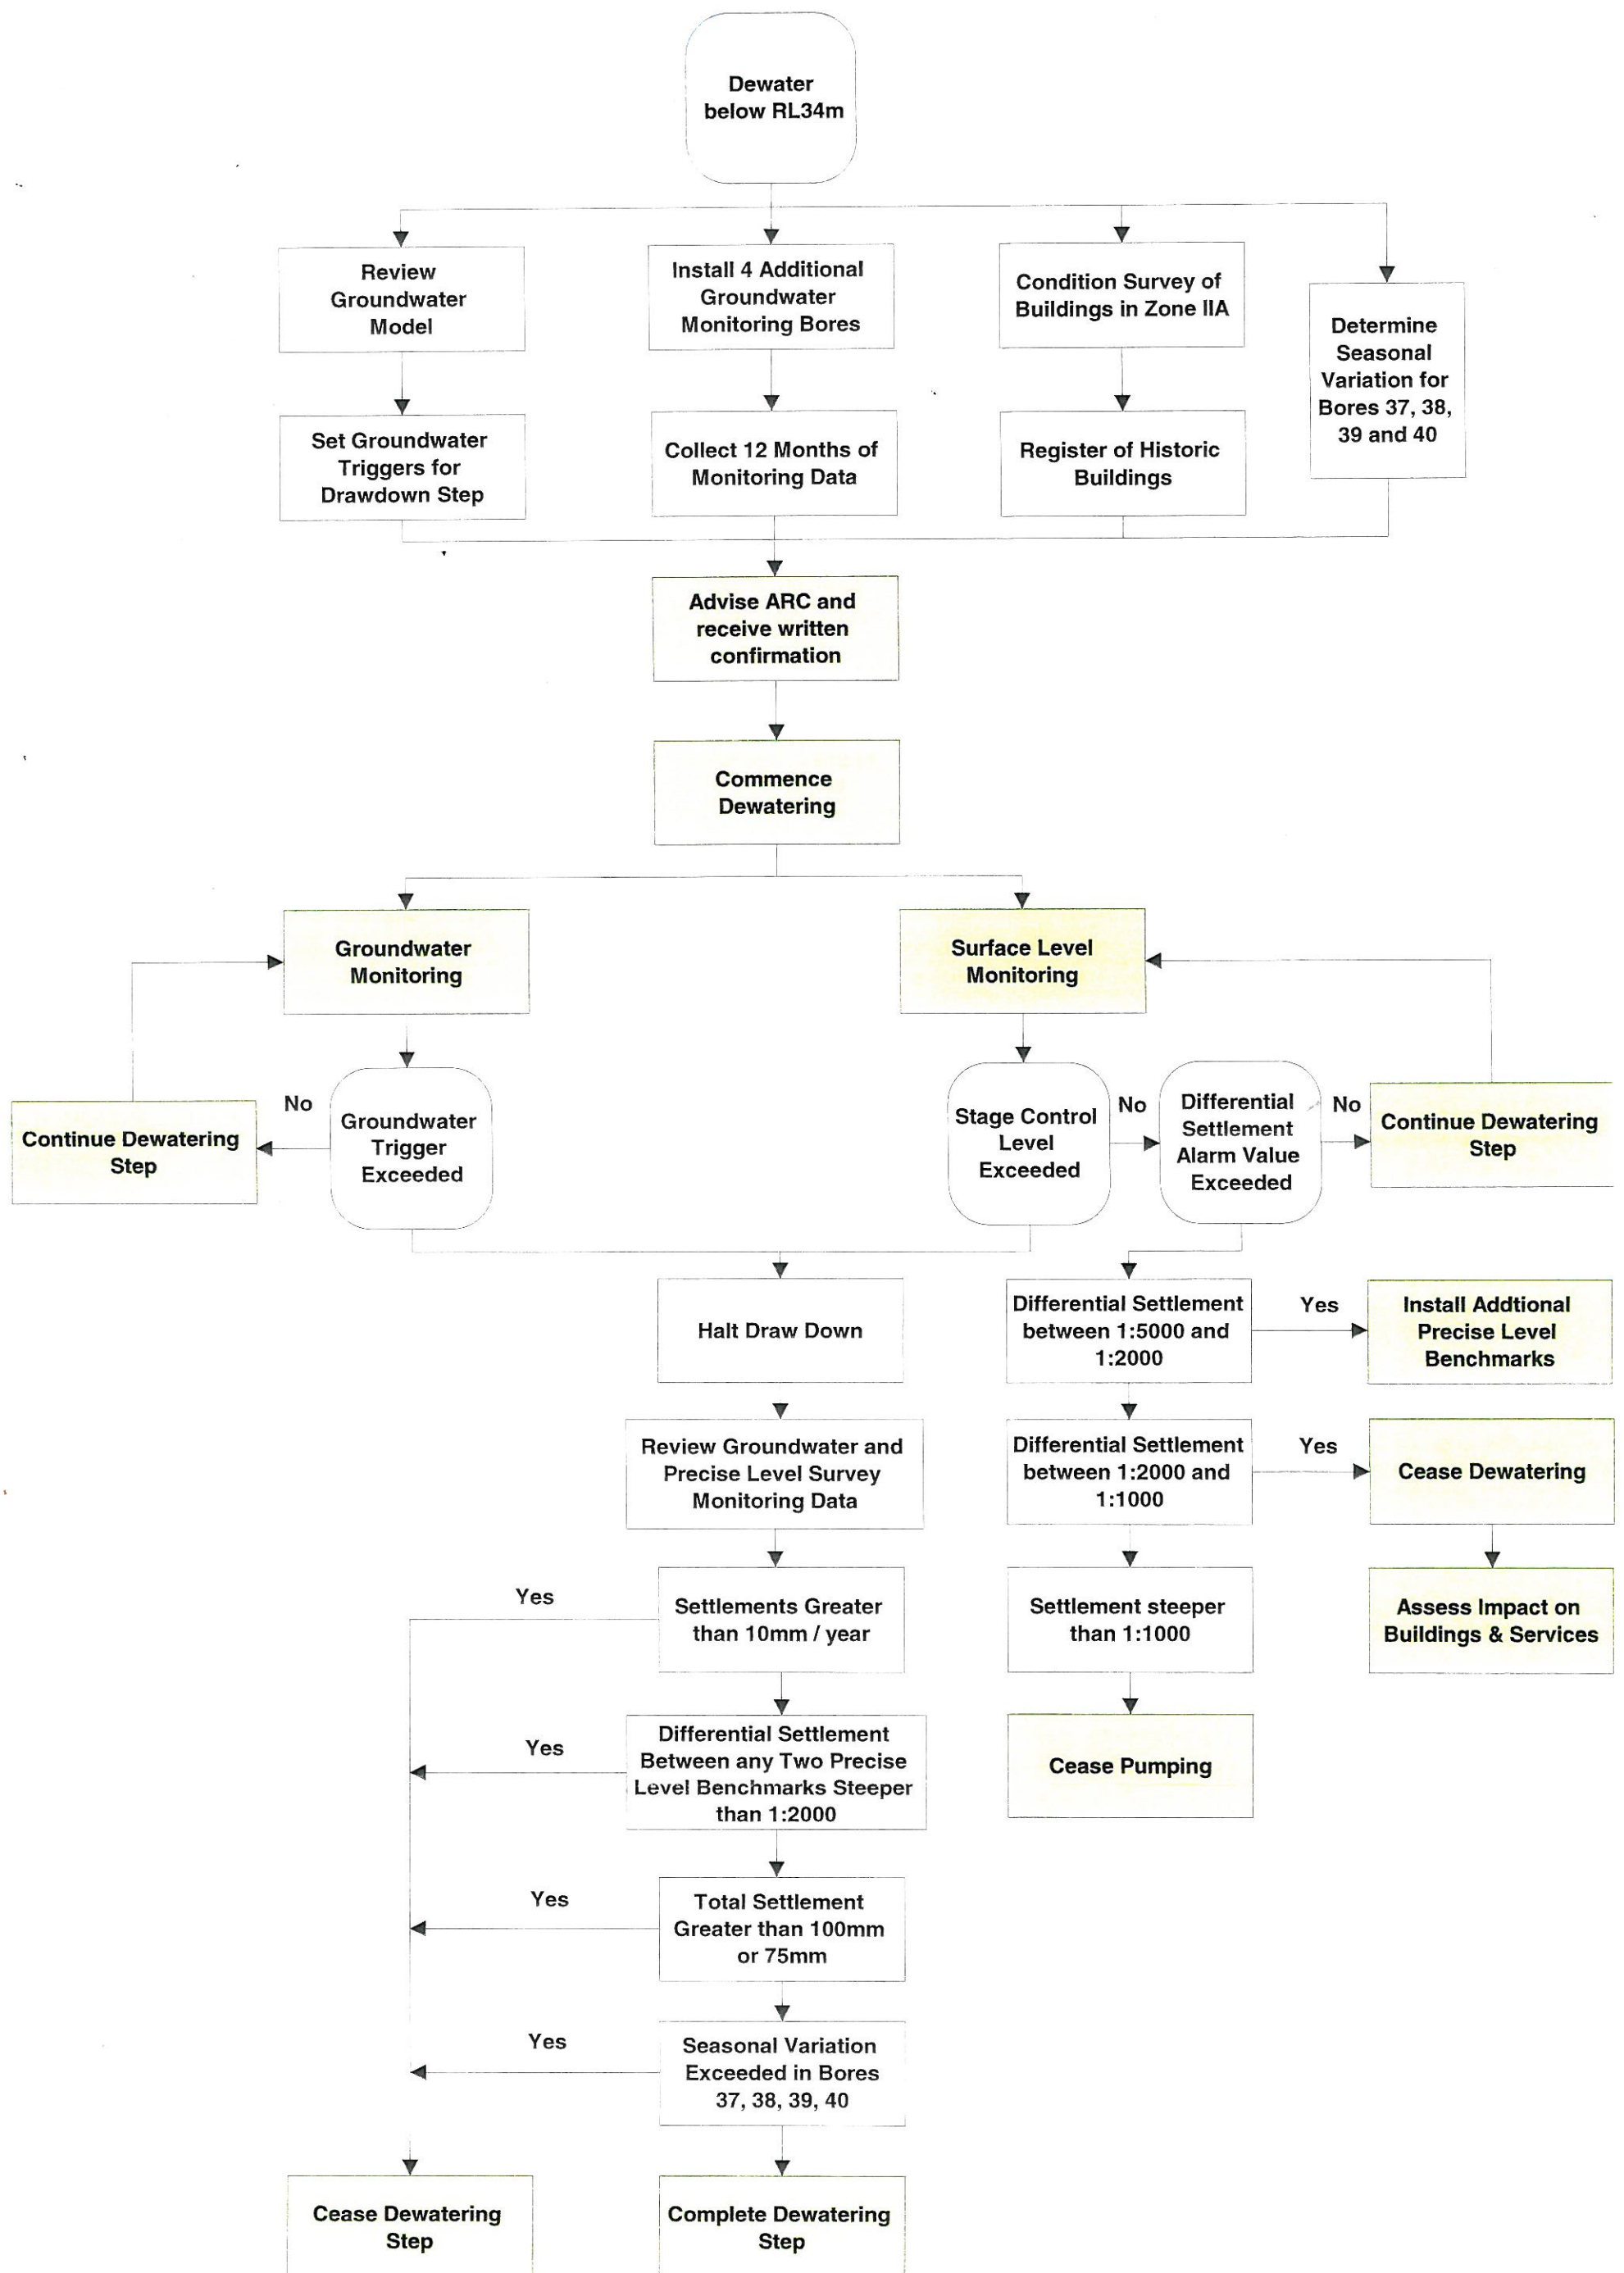 Dewater
below RL34m
Review
Groundwater
Model
Install 4 Additional
Groundwater
Monitoring Bores
Condition Survey of
Buildings in Zone IIA
Determine
Seasonal
Variation for
Bores 37, 38,
39 and 40
Set Groundwater
Triggers for
Drawdown Step
Collect 12 Months of
Monitoring Data
Register of Historic
Buildings
Advise ARC and
receive written
confirmation
Commence
Dewatering
Groundwater
Monitoring
Surface Level
Monitoring
Continue Dewatering
Step
No
Groundwater
Trigger
Exceeded
Stage Control
Level
Exceeded
No
Differential
Settlement
Alarm Value
Exceeded
No
Continue Dewatering
Step
Halt Draw Down
Differential Settlement
between 1:5000 and
1:2000
Yes
Install Addtional
Precise Level
Benchmarks
Review Groundwater and
Precise Level Survey
Monitoring Data
Differential Settlement
between 1:2000 and
1:1000
Yes
Cease Dewatering
Yes
Settlements Greater
than 10mm / year
Settlement steeper
than 1:1000
Assess Impact on
Buildings & Services
Yes
Differential Settlement
Between any Two Precise
Level Benchmarks Steeper
than 1:2000
Cease Pumping
Yes
Total Settlement
Greater than 100mm
or 75mm
Yes
Seasonal Variation
Exceeded in Bores
37, 38, 39, 40
Cease Dewatering
Step
Complete Dewatering
Step